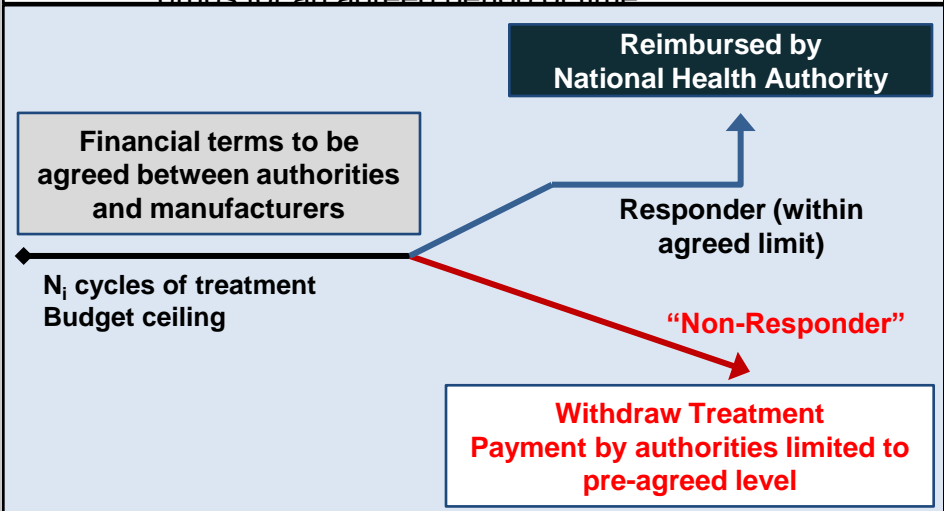 Reimbursed by
National Health Authority
Financial terms to be
agreed between authorities
and manufacturers
Responder (within
agreed limit)
Nᵢ cycles of treatment
Budget ceiling
“Non-Responder”
Withdraw Treatment
Payment by authorities limited to
pre-agreed level